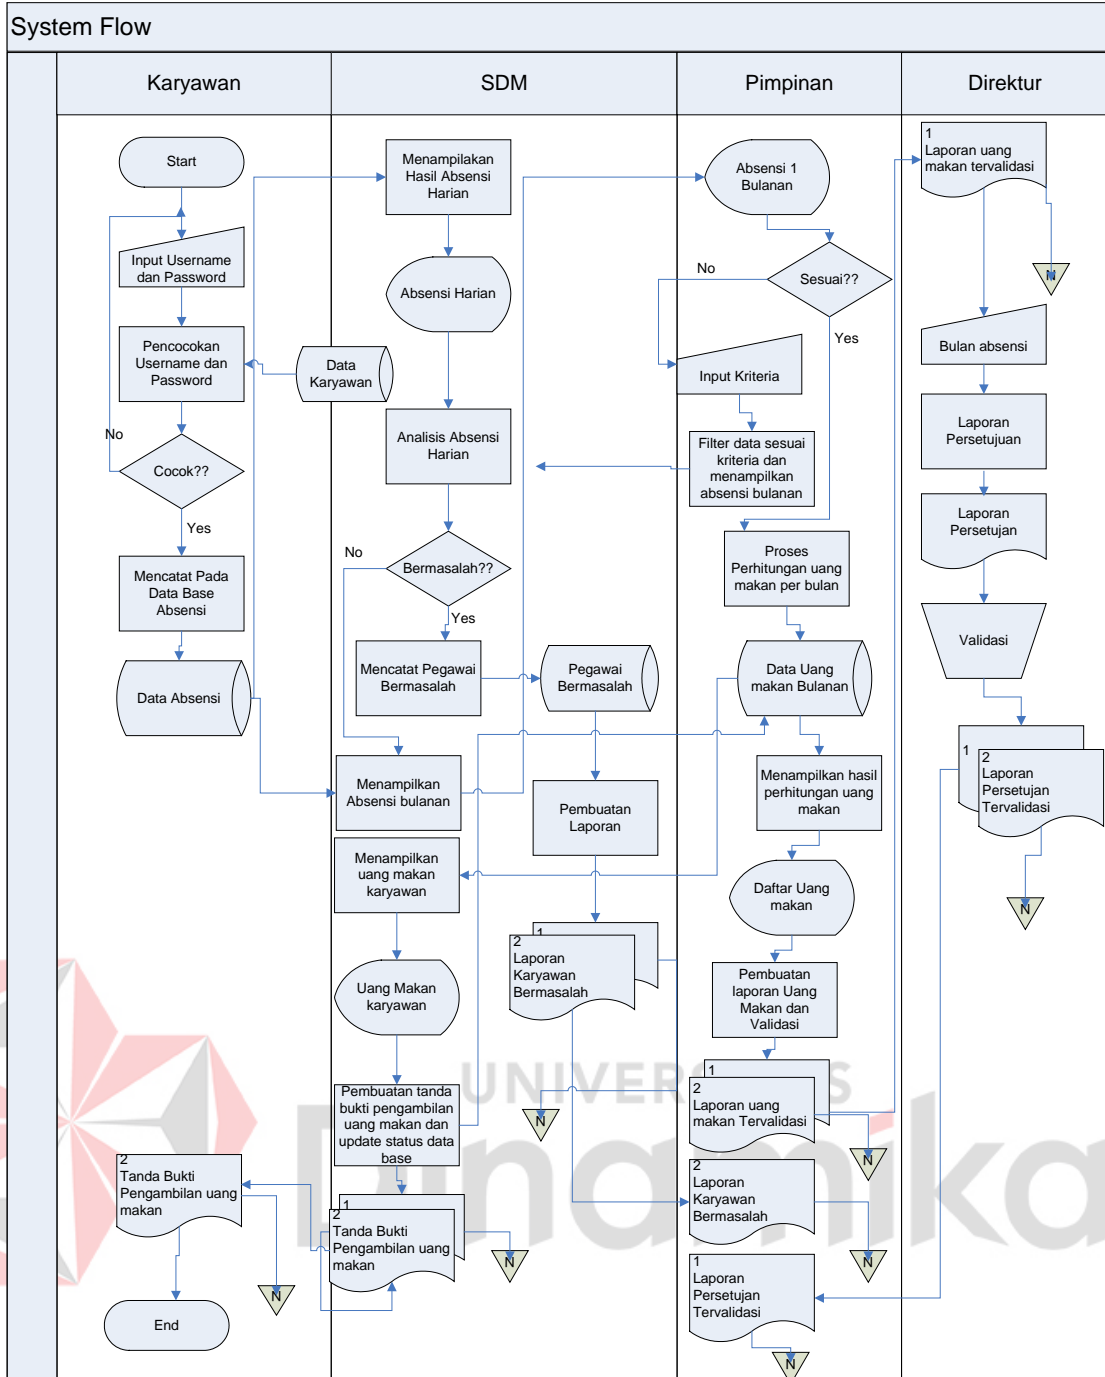 System Flow
Karyawan
SDM
Pimpinan
Direktur
Start
Input Username
dan Password
Pencocokan
Username dan
Password
Data
Karyawan
No
Cocok??
Yes
Mencatat Pada
Data Base
Absensi
Data Absensi
2
Tanda Bukti
Pengambilan uang
makan
N
End
Menampilakan
Hasil Absensi
Harian
Absensi Harian
Analisis Absensi
Harian
No
Bermasalah??
Yes
Mencatat Pegawai
Bermasalah
Pegawai
Bermasalah
Menampilkan
Absensi bulanan
Pembuatan
Laporan
Menampilkan
uang makan
karyawan
1
2
Laporan
Karyawan
Bermasalah
N
Uang Makan
karyawan
Pembuatan tanda
bukti pengambilan
uang makan dan
update status data
base
1
2
Tanda Bukti
Pengambilan uang
makan
N
Absensi 1
Bulanan
No
Sesuai??
Yes
Input Kriteria
Filter data sesuai
kriteria dan
menampilkan
absensi bulanan
Proses
Perhitungan uang
makan per bulan
Data Uang
makan Bulanan
Menampilkan hasil
perhitungan uang
makan
Daftar Uang
makan
Pembuatan
laporan Uang
Makan dan
Validasi
1
2
Laporan uang
makan Tervalidasi
N
2
Laporan
Karyawan
Bermasalah
N
1
Laporan
Persetujan
Tervalidasi
N
1
Laporan uang
makan tervalidasi
N
Bulan absensi
Laporan
Persetujuan
Laporan
Persetujan
Validasi
1
2
Laporan
Persetujan
Tervalidasi
N
UNIVERSITAS
Dinamika